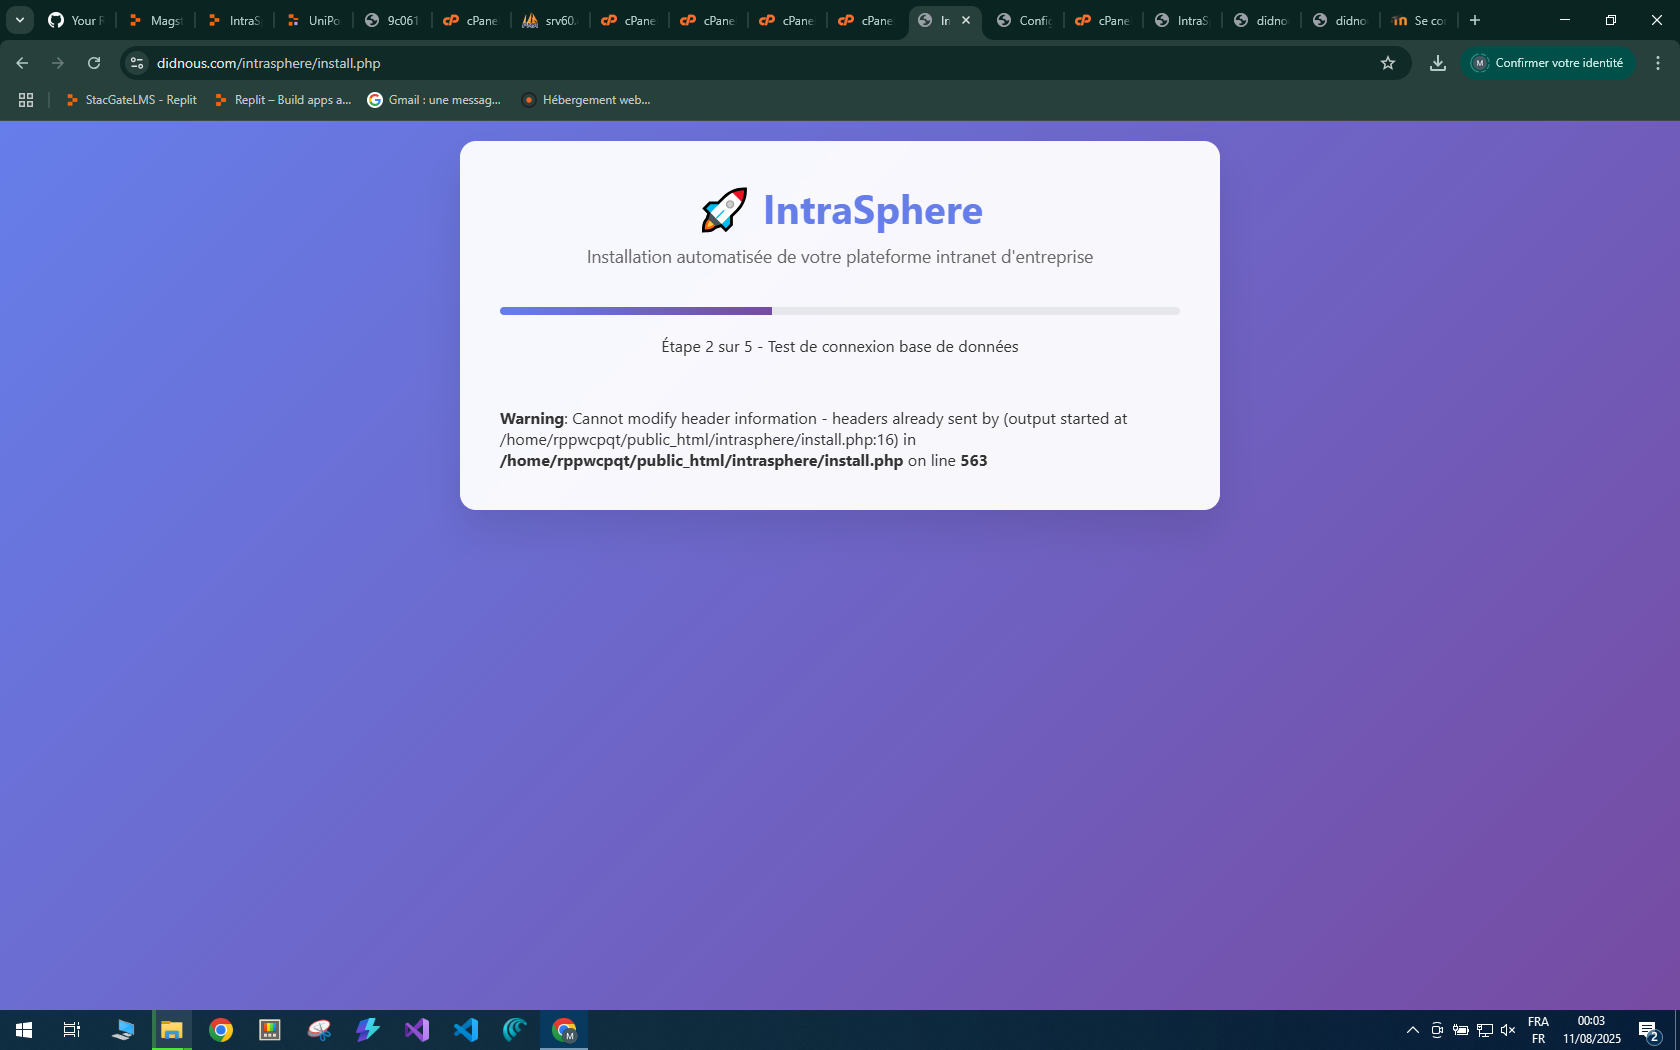 Your R
Magst
IntraS
UniPo
9c061
cPane
srv60.
cPane
cPane
cPane
cPane
In
Config
cPane
IntraS
didno
didno
Se co
didnous.com/intrasphere/install.php
M
Confirmer votre identité
StacGateLMS - Replit
Replit – Build apps a...
Gmail : une messag...
Hébergement web...
IntraSphere
Installation automatisée de votre plateforme intranet d'entreprise
Étape 2 sur 5 - Test de connexion base de données
Warning: Cannot modify header information - headers already sent by (output started at
/home/rppwcpqt/public_html/intrasphere/install.php:16) in
/home/rppwcpqt/public_html/intrasphere/install.php on line 563
M
FRA
FR
00:03
11/08/2025
2